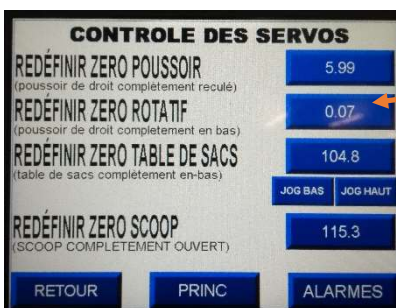 CONTROLE DES SERVOS
REDÉFINIR ZERO POUSSOIR
5.99
(poussoir de droit complètement reculé)
REDÉFINIR ZERO ROTATIF
0.07
(poussoir de droit complètement en bas)
REDÉFINIR ZERO TABLE DE SACS
104.8
(table de sacs complètement en-bas)
JOG BAS JOG HAUT
REDÉFINIR ZERO SCOOP
115.3
(SCOOP COMPLETEMENT OUVERT)
RETOUR PRINC ALARMES